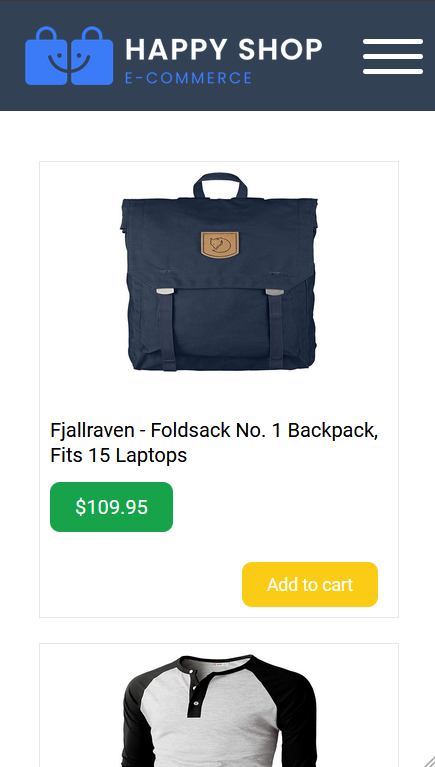 HAPPY SHOP
E-COMMERCE
Fjallraven - Foldsack No. 1 Backpack,
Fits 15 Laptops
$109.95
Add to cart